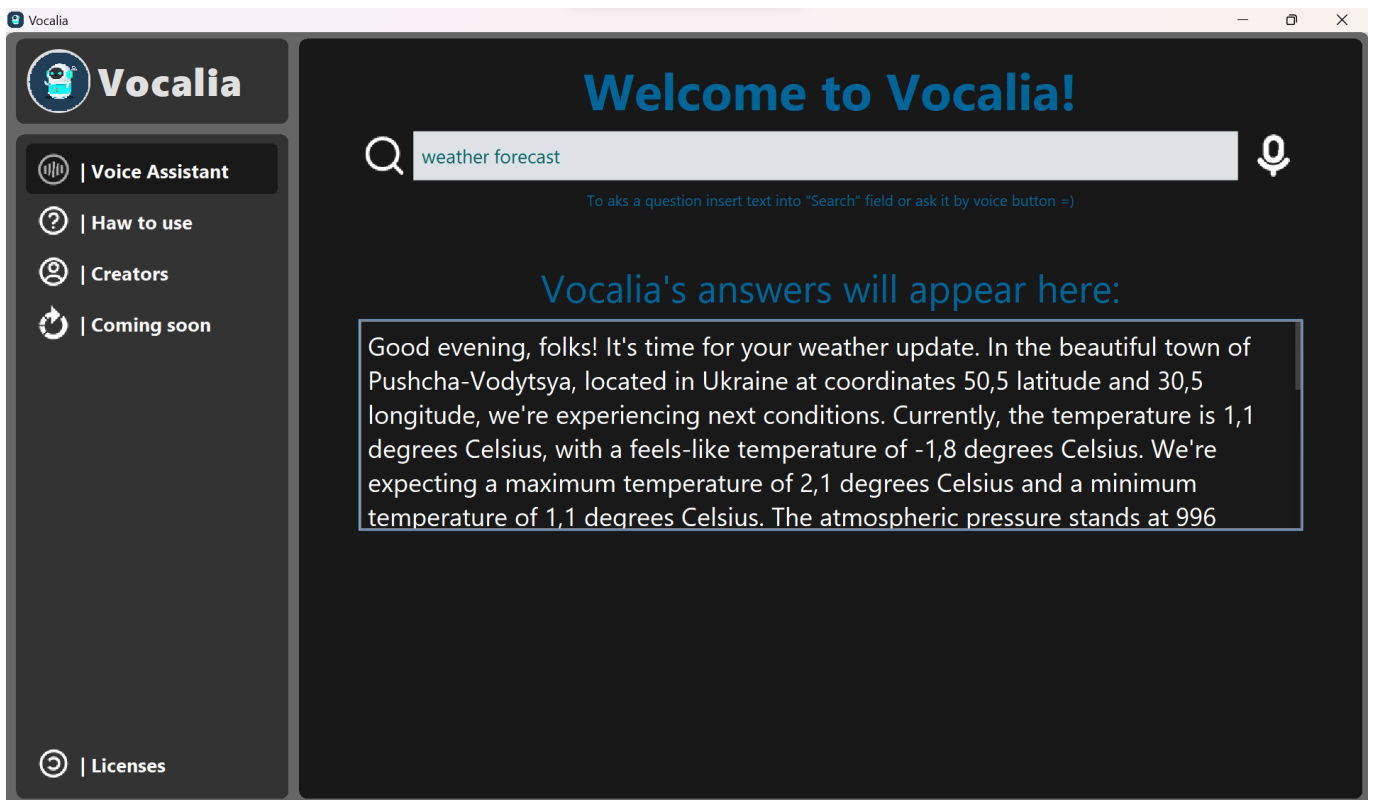 Vocalia
Vocalia
| Voice Assistant
| Haw to use
| Creators
| Coming soon
| Licenses
Welcome to Vocalia!
weather forecast
To aks a question insert text into "Search" field or ask it by voice button =)
Vocalia's answers will appear here:
Good evening, folks! It's time for your weather update. In the beautiful town of
Pushcha-Vodytsya, located in Ukraine at coordinates 50,5 latitude and 30,5
longitude, we're experiencing next conditions. Currently, the temperature is 1,1
degrees Celsius, with a feels-like temperature of -1,8 degrees Celsius. We're
expecting a maximum temperature of 2,1 degrees Celsius and a minimum
temperature of 1,1 degrees Celsius. The atmospheric pressure stands at 996